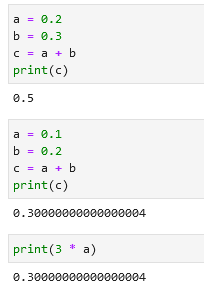 a = 0.2
b = 0.3
c = a + b
print(c)
0.5
a = 0.1
b = 0.2
c = a + b
print(c)
0.30000000000000004
print(3 * a)
0.30000000000000004